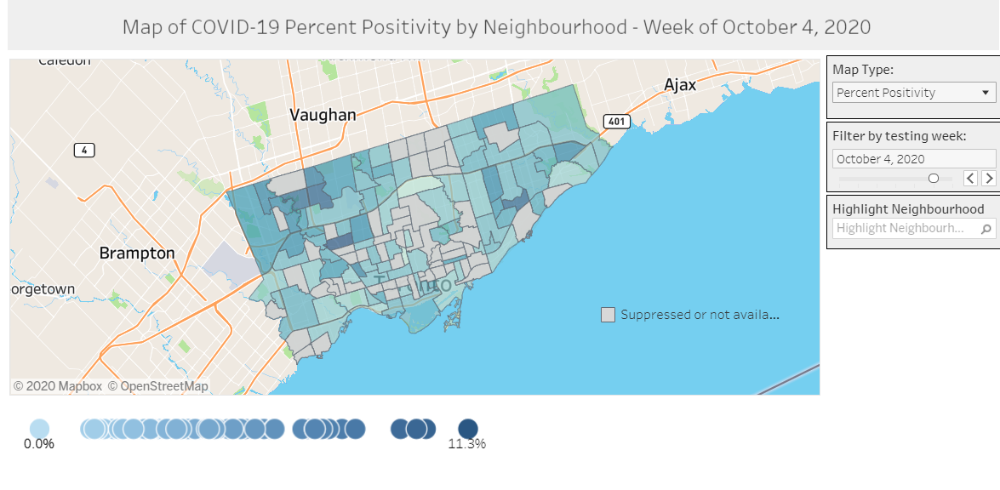 Map of COVID-19 Percent Positivity by Neighbourhood - Week of October 4, 2020
Caledon
Vaughan
Ajax
401
4
Brampton
orgetown
Suppressed or not availa...
© 2020 Mapbox © OpenStreetMap
Map Type:
Percent Positivity
Filter by testing week:
October 4, 2020
Highlight Neighbourhood
Highlight Neighbourh...
0.0%
11.3%